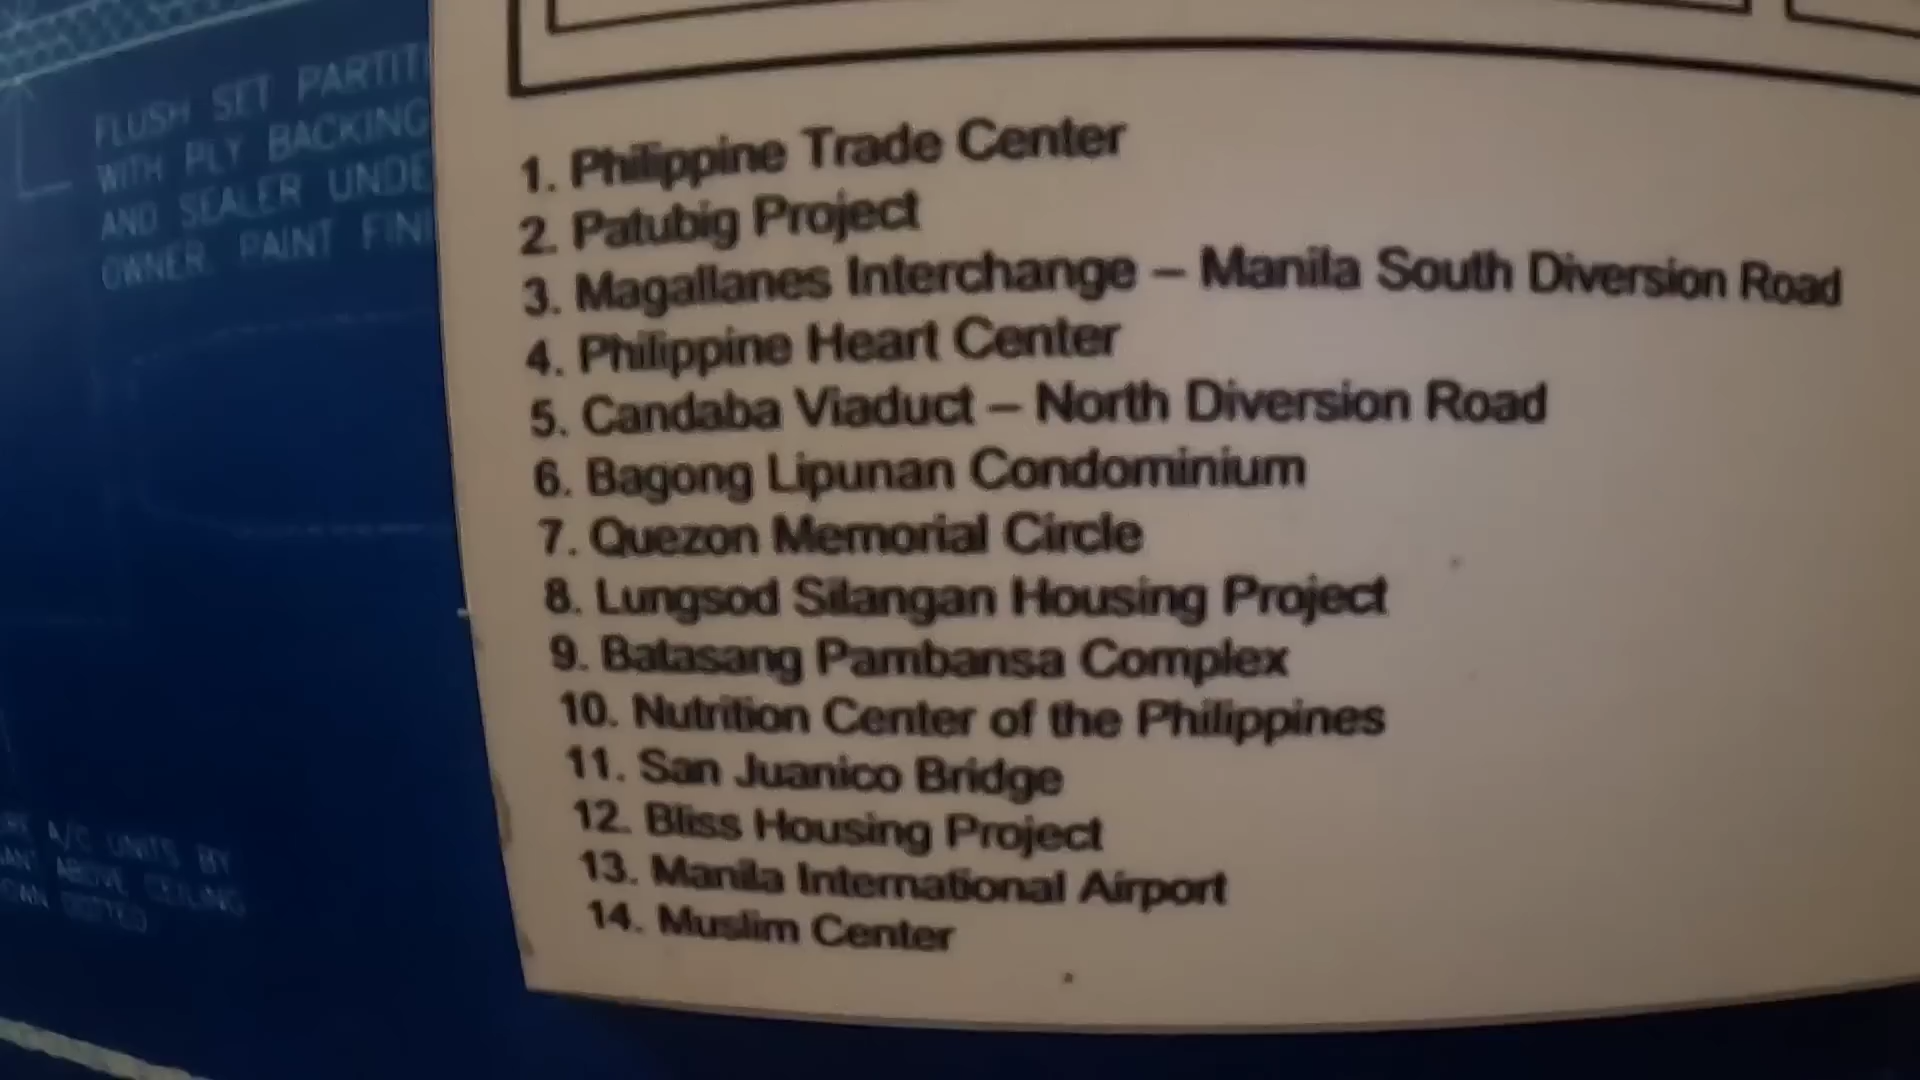 FLUSH SET PARTITI
WITH PLY BACKING
AND SEALER UNDE
OWNER. PAINT FINI
1. Philippine Trade Center
2. Patubig Project
3. Magallanes Interchange – Manila South Diversion Road
4. Philippine Heart Center
5. Candaba Viaduct – North Diversion Road
6. Bagong Lipunan Condominium
7. Quezon Memorial Circle
8. Lungsod Silangan Housing Project
9. Batasang Pambansa Complex
10. Nutrition Center of the Philippines
11. San Juanico Bridge
12. Bliss Housing Project
13. Manila International Airport
14. Muslim Center
A/C UNITS BY
ABOVE CEILING
DOTTED